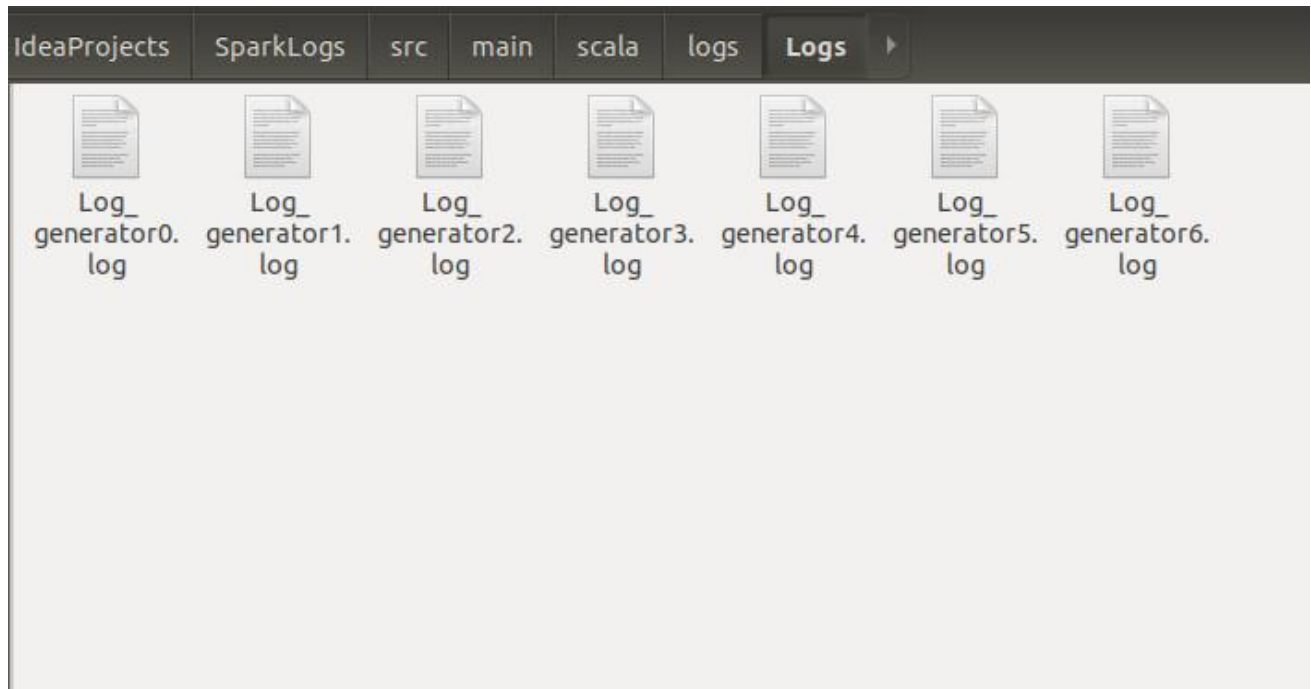 IdeaProjects SparkLogs src main scala logs Logs
Log_ Log_ Log_ Log_ Log_ Log_ Log_
generator0. generator1. generator2. generator3. generator4. generator5. generator6.
log log log log log log log